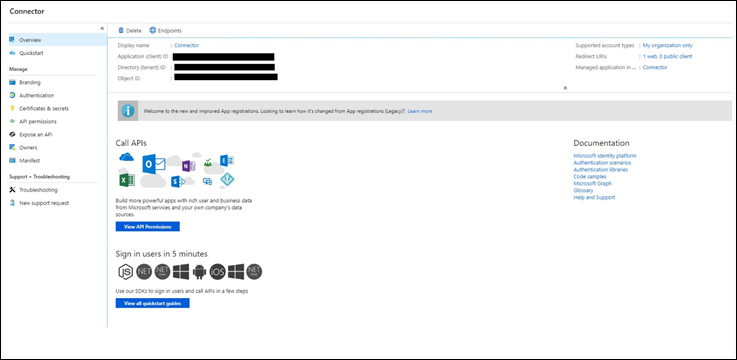 Connector
«
Delete
Endpoints
Overview
Quickstart
Manage
Branding
Authentication
Certificates & secrets
API permissions
Expose an API
Owners
Manifest
Support + Troubleshooting
Troubleshooting
New support request
Display name : Connector
Application (client) ID :
Directory (tenant) ID :
Object ID :
Supported account types : My organization only
Redirect URIs : 1 web, 0 public client
Managed application in ... : Connector
Welcome to the new and improved App registrations. Looking to learn how it's changed from App registrations (Legacy)? Learn more
Call APIs
Build more powerful apps with rich user and business data
from Microsoft services and your own company's data
sources.
View API Permissions
Sign in users in 5 minutes
JS
.NET
.NET
iOS
.NET
Use our SDKs to sign in users and call APIs in a few steps
View all quickstart guides
Documentation
Microsoft identity platform
Authentication scenarios
Authentication libraries
Code samples
Microsoft Graph
Glossary
Help and Support